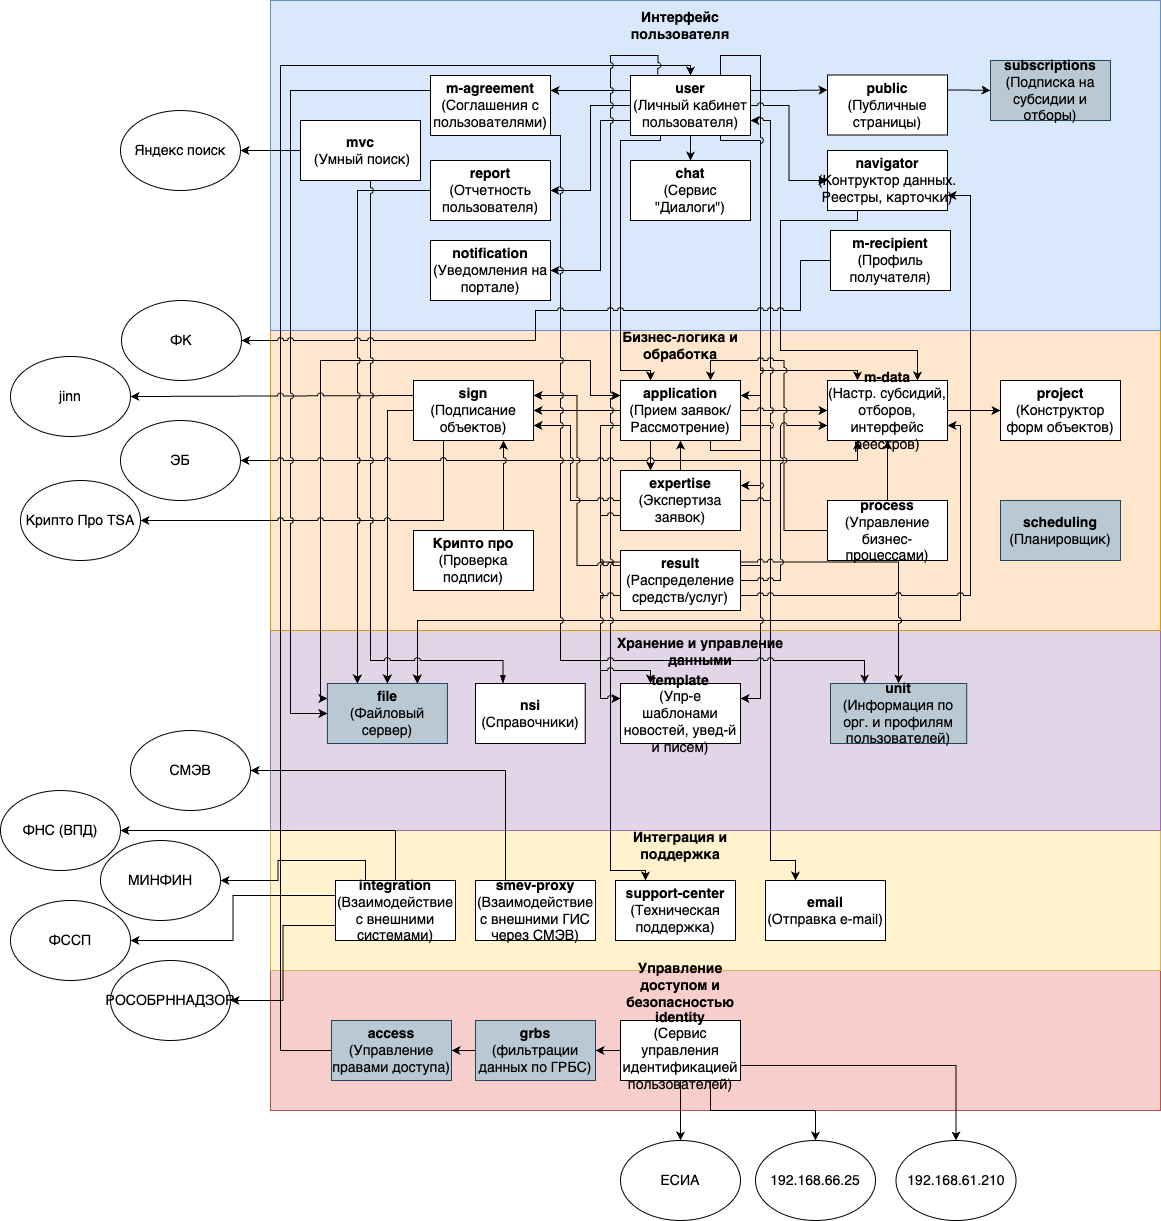 Интерфейс
пользователя
m-agreement
(Соглашения с
пользователями)
user
(Личный кабинет
пользователя)
public
(Публичные
страницы)
subscriptions
(Подписка на
субсидии и
отборы)
Яндекс поиск
mvc
(Умный поиск)
report
(Отчетность
пользователя)
chat
(Сервис
"Диалоги")
navigator
(Контруктор данных.
Реестры, карточки)
notification
(Уведомления на
портале)
m-recipient
(Профиль
получателя)
ФК
Бизнес-логика и
обработка
jinn
sign
(Подписание
объектов)
application
(Прием заявок/
Рассмотрение)
m-data
(Настр. субсидий,
отборов,
интерфейс
реестров)
project
(Конструктор
форм объектов)
ЭБ
Крипто Про TSA
Крипто про
(Проверка
подписи)
expertise
(Экспертиза
заявок)
process
(Управление
бизнес-
процессами)
scheduling
(Планировщик)
result
(Распределение
средств/услуг)
Хранение и управление
данными
file
(Файловый
сервер)
nsi
(Справочники)
template
(Упр-е
шаблонами
новостей, увед-й
и писем)
unit
(Информация по
орг. и профилям
пользователей)
СМЭВ
ФНС (ВПД)
МИНФИН
ФССП
РОСОБРННАДЗОР
Интеграция и
поддержка
integration
(Взаимодействие
с внешними
системами)
smev-proxy
(Взаимодействие
с внешними ГИС
через СМЭВ)
support-center
(Техническая
поддержка)
email
(Отправка e-mail)
Управление
доступом и
безопасностью
access
(Управление
правами доступа)
grbs
(фильтрации
данных по ГРБС)
identity
(Сервис
управления
идентификацией
пользователей)
ЕСИА
192.168.66.25
192.168.61.210